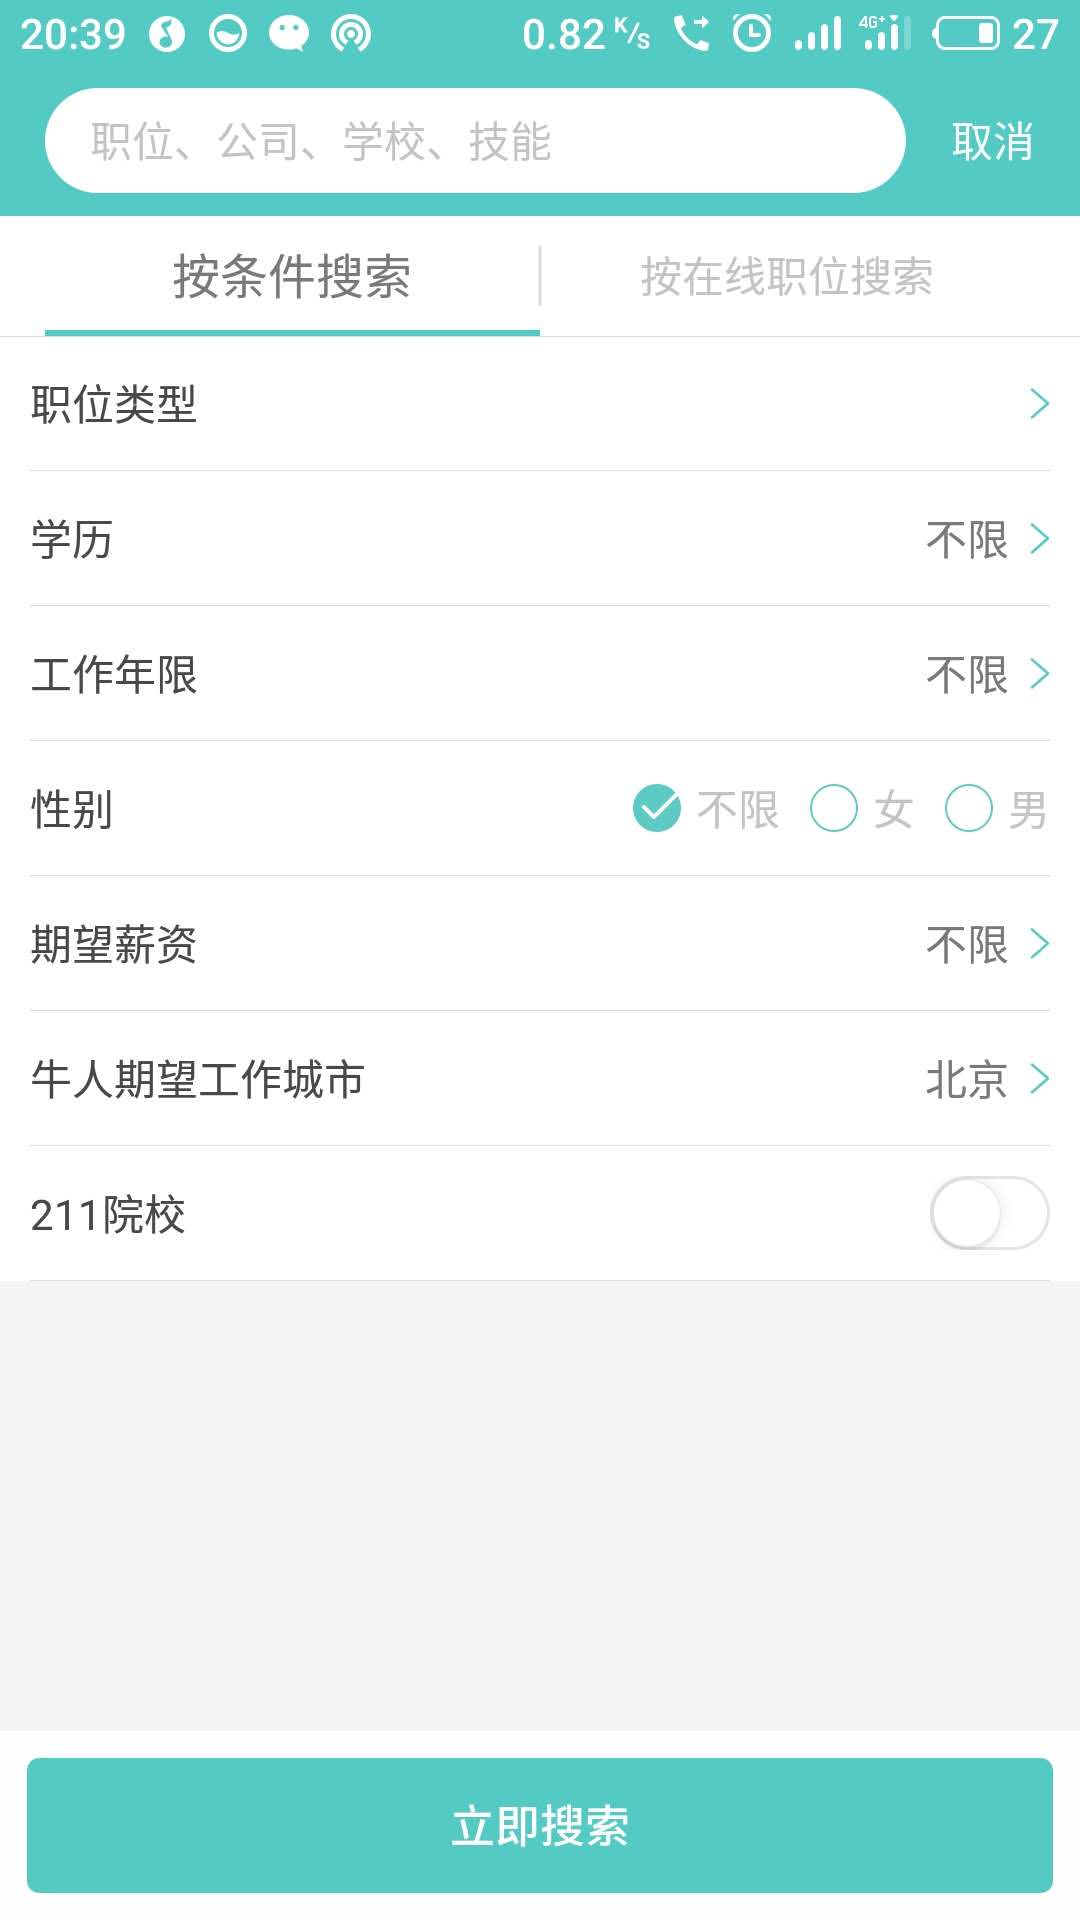 20:39 0.82 K/s 4G+ 27
职位、公司、学校、技能 取消
按条件搜索 按在线职位搜索
职位类型
学历 不限
工作年限 不限
性别 不限 女 男
期望薪资 不限
牛人期望工作城市 北京
211院校
立即搜索